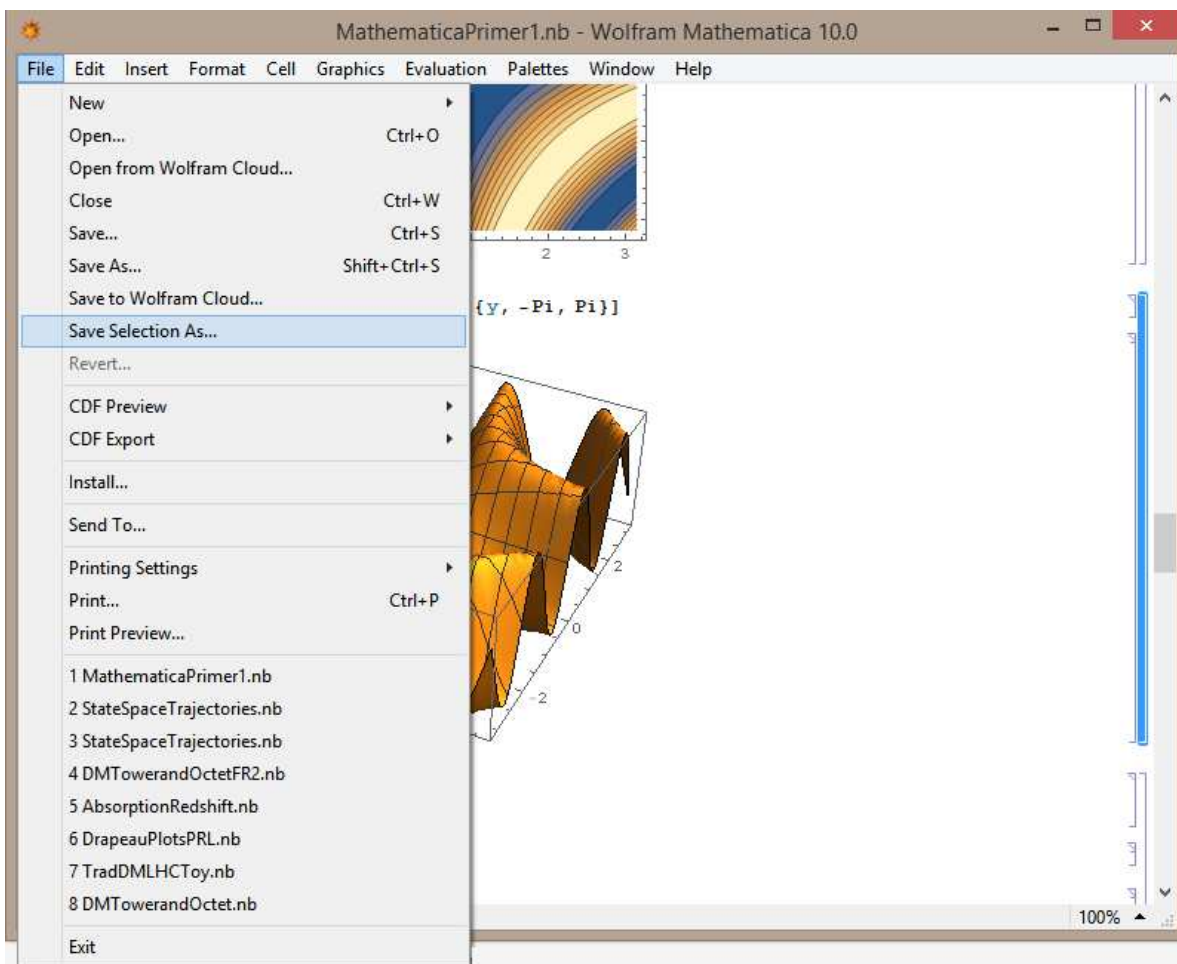 MathematicaPrimer1.nb - Wolfram Mathematica 10.0
File Edit Insert Format Cell Graphics Evaluation Palettes Window Help
New
Open... Ctrl+O
Open from Wolfram Cloud...
Close Ctrl+W
Save... Ctrl+S
Save As... Shift+Ctrl+S
Save to Wolfram Cloud...
Save Selection As...
Revert...
CDF Preview
CDF Export
Install...
Send To...
Printing Settings
Print... Ctrl+P
Print Preview...
1 MathematicaPrimer1.nb
2 StateSpaceTrajectories.nb
3 StateSpaceTrajectories.nb
4 DMTowerandOctetFR2.nb
5 AbsorptionRedshift.nb
6 DrapeauPlotsPRL.nb
7 TradDMLHCToy.nb
8 DMTowerandOctet.nb
Exit
2 3
{y, -Pi, Pi}]
2
0
-2
100%